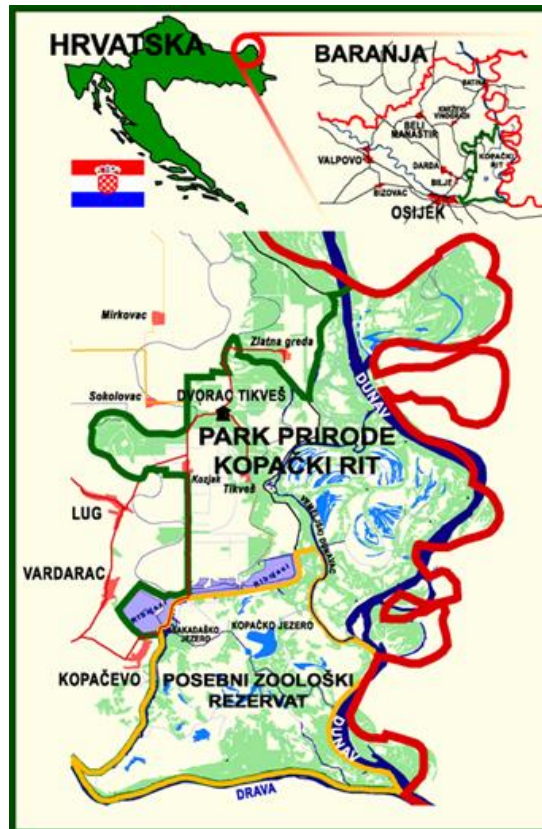 HRVATSKA
BARANJA
BATINA
KNEŽEVI
VINOGRADI
BELI
MANASTIR
KOPAČKI
RIT
VALPOVO
DARDA
BILJE
BIZOVAC
OSIJEK
Mirkovac
Zlatna greda
DUNAV
Sokolovac
DVORAC TIKVEŠ
PARK PRIRODE
KOPAČKI RIT
Kozjak
Tikveš
LUG
VARDARAC
Ribnjaci
Ribnjaci
SAKADAŠKO
JEZERO
KOPAČKO JEZERO
KOPAČEVO
POSEBNI ZOOLOŠKI
REZERVAT
DUNAV
DRAVA